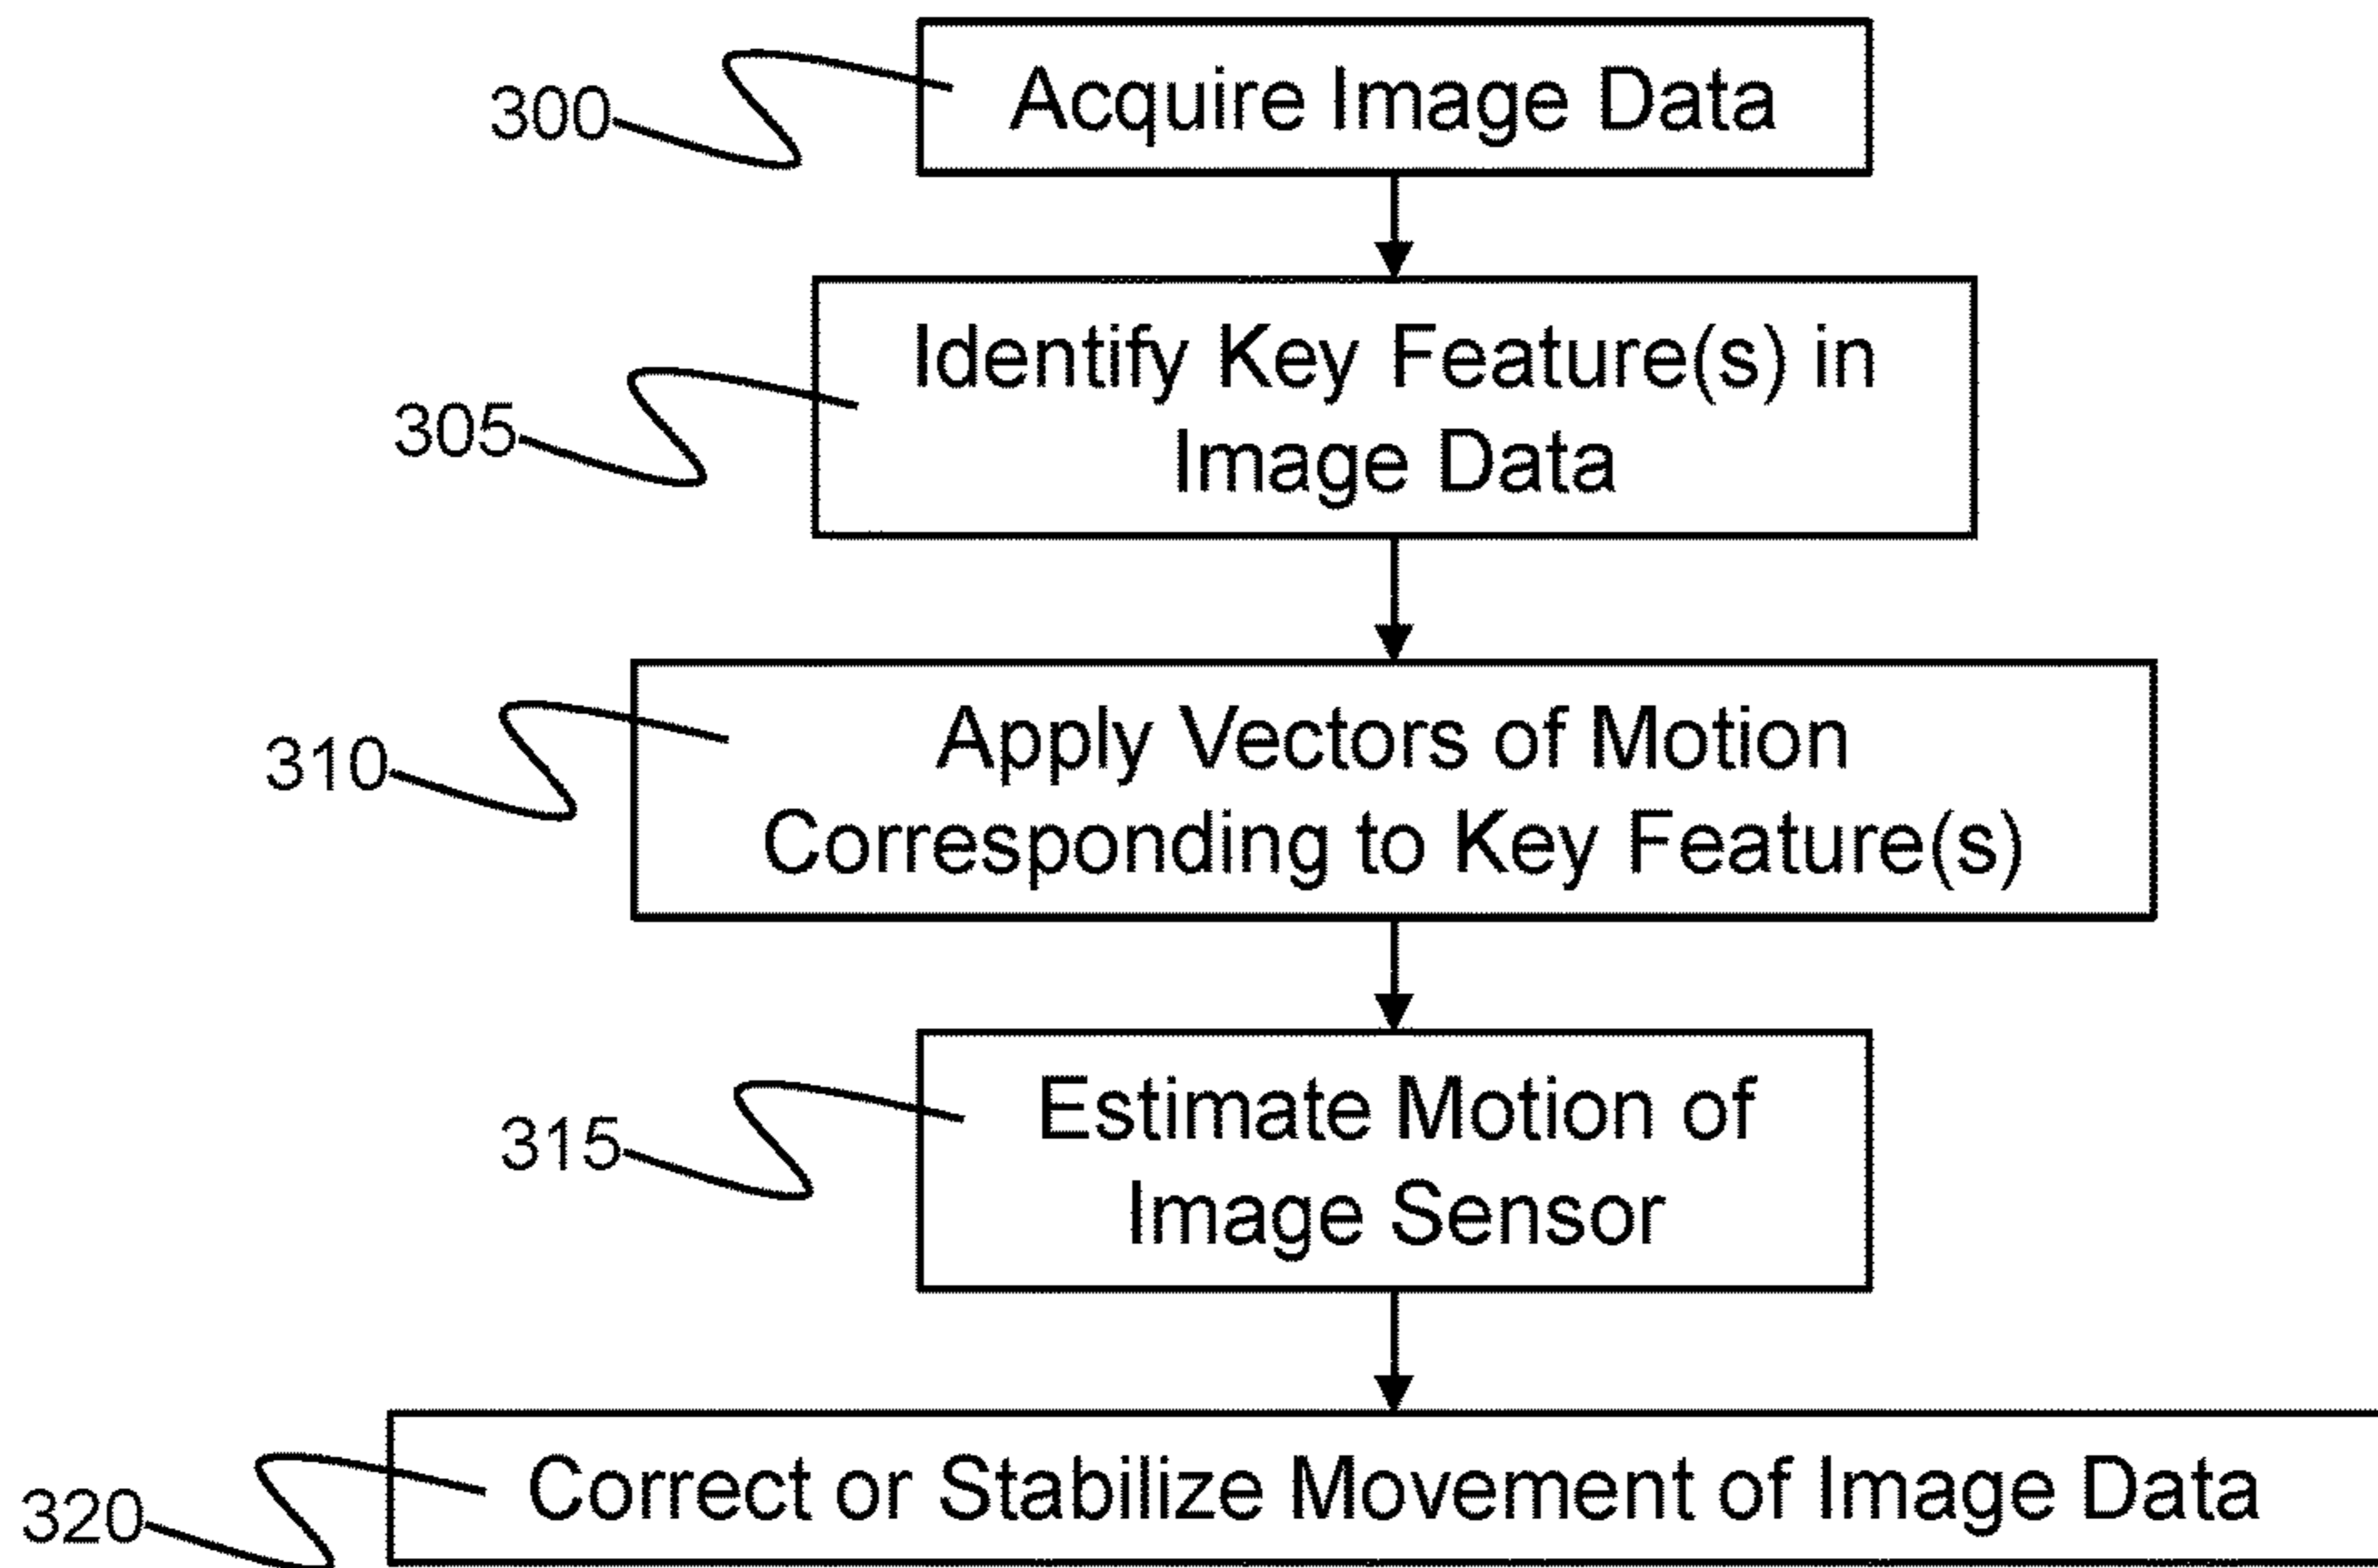 300
Acquire Image Data
305
Identify Key Feature(s) in
Image Data
310
Apply Vectors of Motion
Corresponding to Key Feature(s)
315
Estimate Motion of
Image Sensor
320
Correct or Stabilize Movement of Image Data